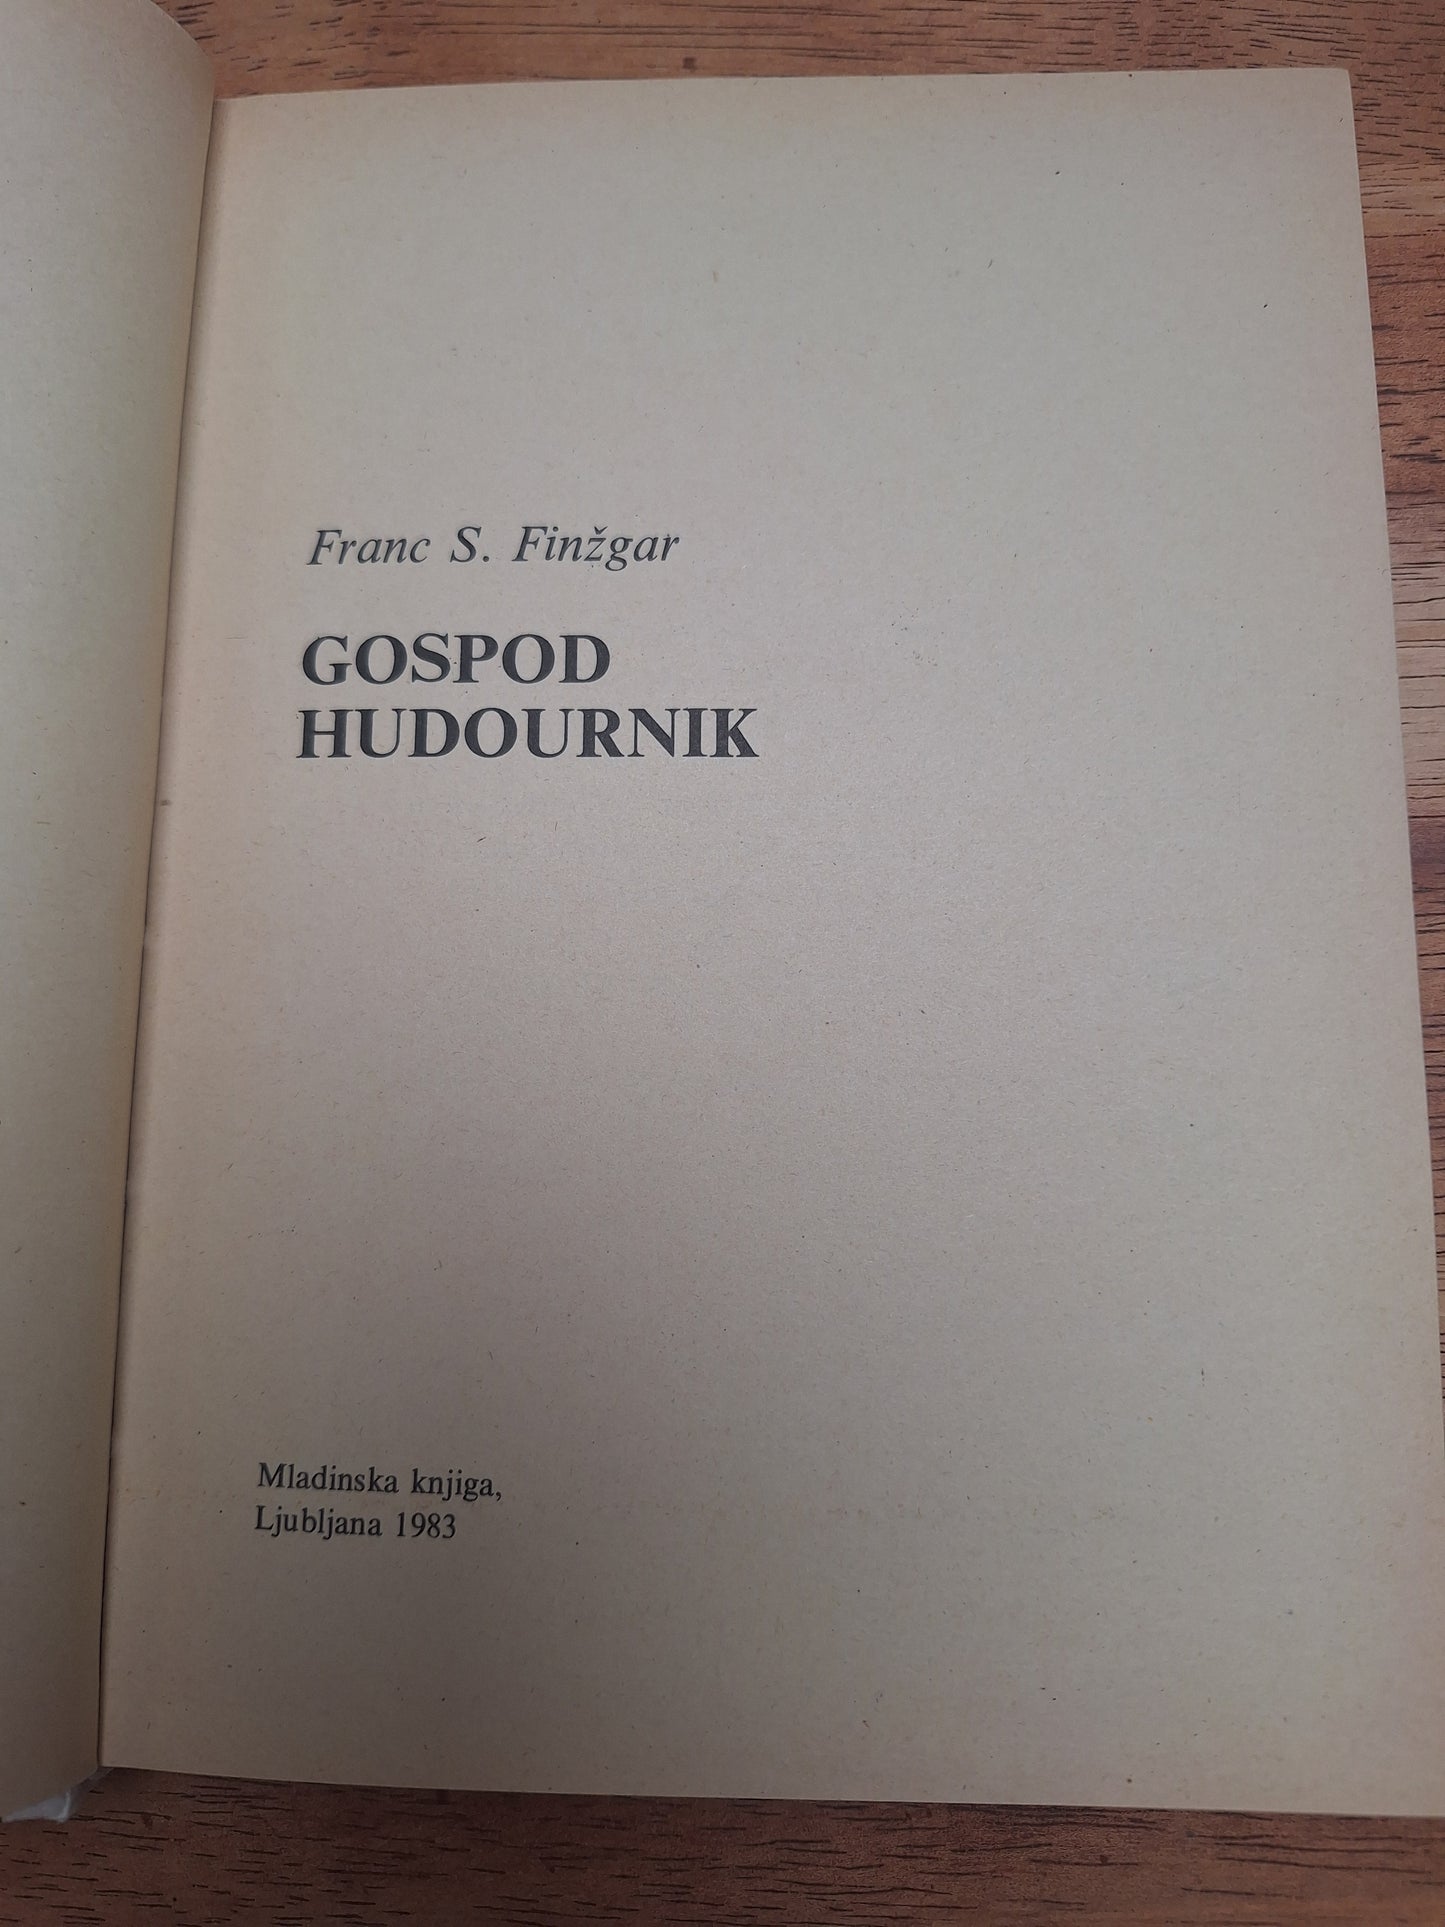 Franc S. Finžgar
GOSPOD
HUDOURNIK
Mladinska knjiga,
Ljubljana 1983